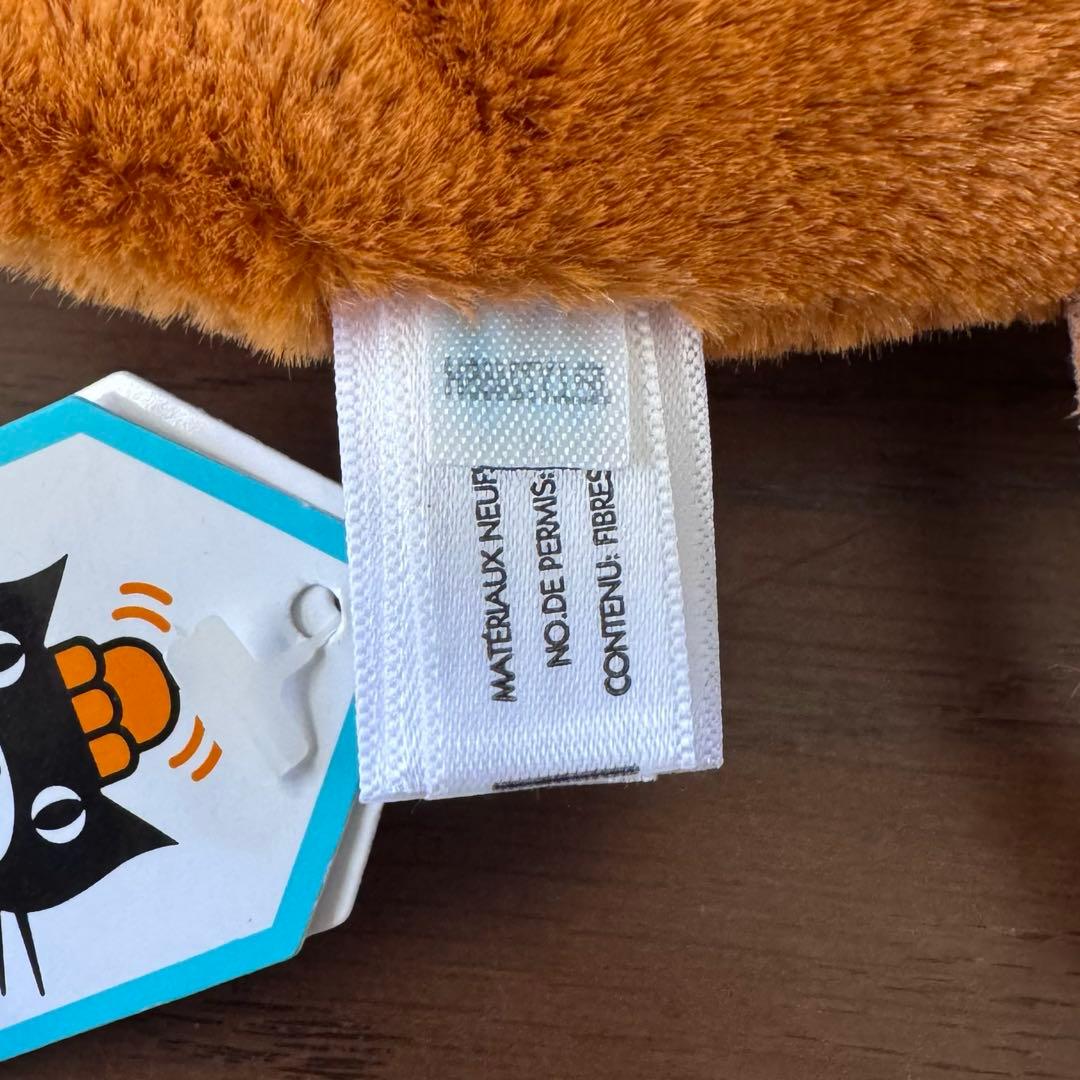 MATÉRIAUX NEUF
NO.DE PERMIS:
CONTENU: FIBRES